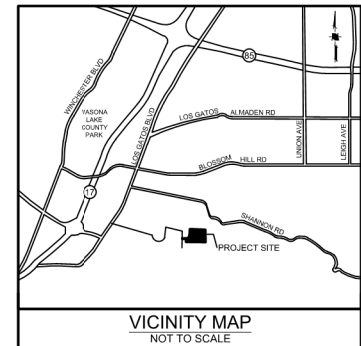 85
WINCHESTER BLVD
VASONA
LAKE
COUNTY
PARK
LOS GATOS BLVD
LOS GATOS ALMADEN RD
UNION AVE
LEIGH AVE
BLOSSOM HILL RD
17
SHANNON RD
PROJECT SITE
VICINITY MAP
NOT TO SCALE